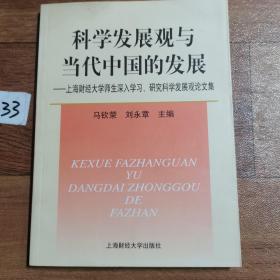 科学发展观与
当代中国的发展
——上海财经大学师生深入学习、研究科学发展观论文集
马钦荣 刘永章 主编
KEXUE FAZHANGUAN
YU
DANGDAI ZHONGGOU
DE
FAZHAN
上海财经大学出版社
33